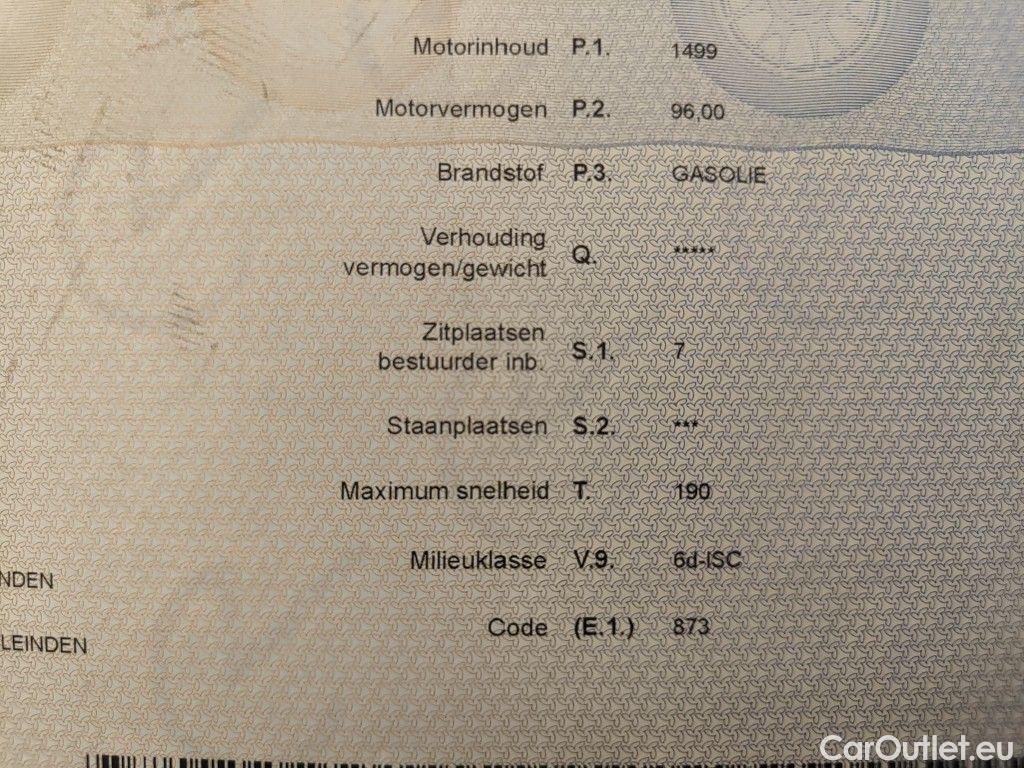 Motorinhoud P.1. 1499
Motorvermogen P.2. 96,00
Brandstof P.3. GASOLIE
Verhouding
vermogen/gewicht Q. *****
Zitplaatsen
bestuurder inb. S.1. 7
Staanplaatsen S.2. ***
Maximum snelheid T. 190
Milieuklasse V.9. 6d-ISC
NDEN
Code (E.1.) 873
LEINDEN
CarOutlet.eu